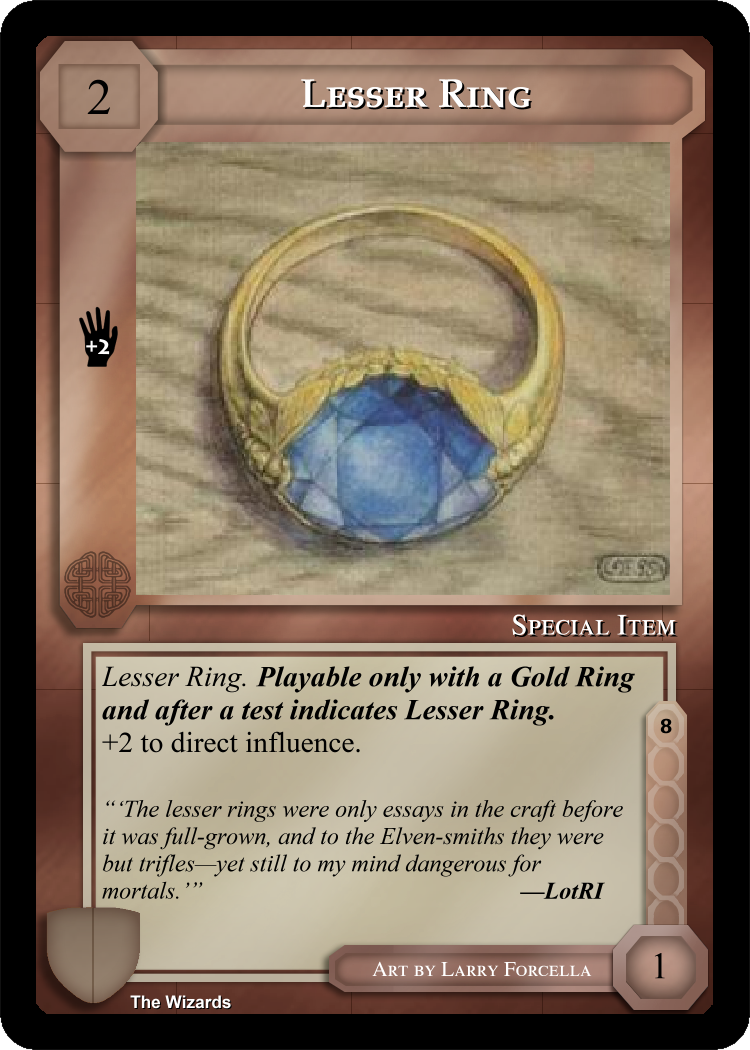 2
Lesser Ring
+2
Special Item
Lesser Ring. Playable only with a Gold Ring
and after a test indicates Lesser Ring.
+2 to direct influence.
8
“‘The lesser rings were only essays in the craft before
it was full-grown, and to the Elven-smiths they were
but trifles—yet still to my mind dangerous for
mortals.’” —LotRI
Art by Larry Forcella
1
The Wizards